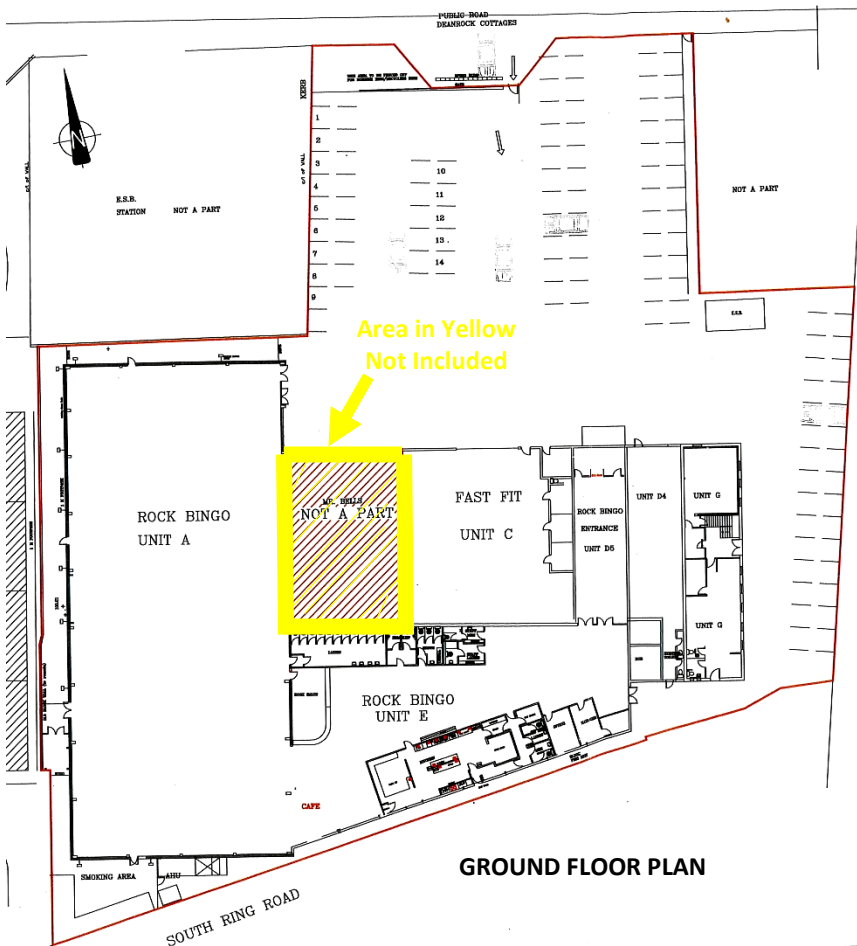 PUBLIC ROAD
DEANROCK COTTAGES
KERB
1
2
3
4
5
6
7
8
9
10
11
12
13
14
N
E.S.B.
STATION NOT A PART
NOT A PART
E.S.B.
Area in Yellow
Not Included
MR. BELLS
NOT A PART
ROCK BINGO
UNIT A
FAST FIT
UNIT C
ROCK BINGO
ENTRANCE
UNIT D5
UNIT D4
UNIT G
UNIT G
LADIES
ROCK BINGO
UNIT E
CAFE
SMOKING AREA
AHU
SOUTH RING ROAD
GROUND FLOOR PLAN